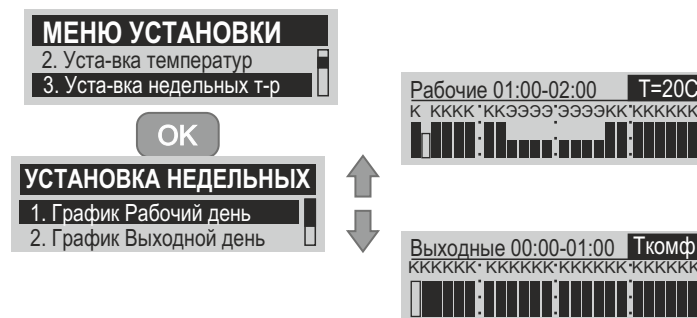 МЕНЮ УСТАНОВКИ
2. Уста-вка температур
3. Уста-вка недельных т-р
OK
УСТАНОВКА НЕДЕЛЬНЫХ
1. График Рабочий день
2. График Выходной день
Рабочие 01:00-02:00 T=20C
К КККК˙ККЭЭЭЭ˙ЭЭЭЭКК˙КККККК
Выходные 00:00-01:00 Ткомф
КККККК˙КККККК˙КККККК˙КККККК